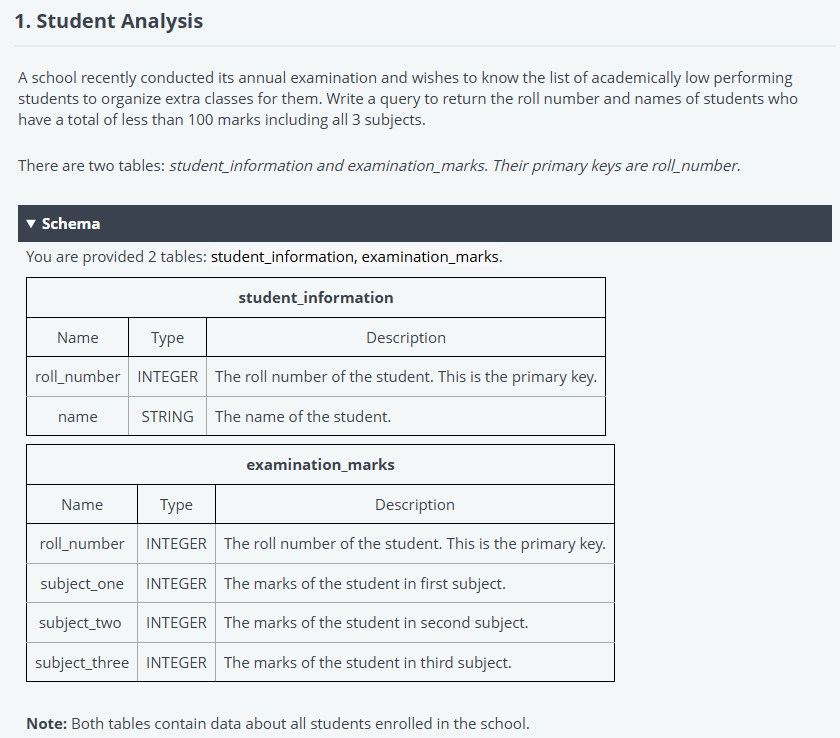 1. Student Analysis
A school recently conducted its annual examination and wishes to know the list of academically low performing
students to organize extra classes for them. Write a query to return the roll number and names of students who
have a total of less than 100 marks including all 3 subjects.
There are two tables: student_information and examination_marks. Their primary keys are roll_number.
▼ Schema
You are provided 2 tables: student_information, examination_marks.
student_information
Name Type Description
roll_number INTEGER The roll number of the student. This is the primary key.
name STRING The name of the student.
examination_marks
Name Type Description
roll_number INTEGER The roll number of the student. This is the primary key.
subject_one INTEGER The marks of the student in first subject.
subject_two INTEGER The marks of the student in second subject.
subject_three INTEGER The marks of the student in third subject.
Note: Both tables contain data about all students enrolled in the school.